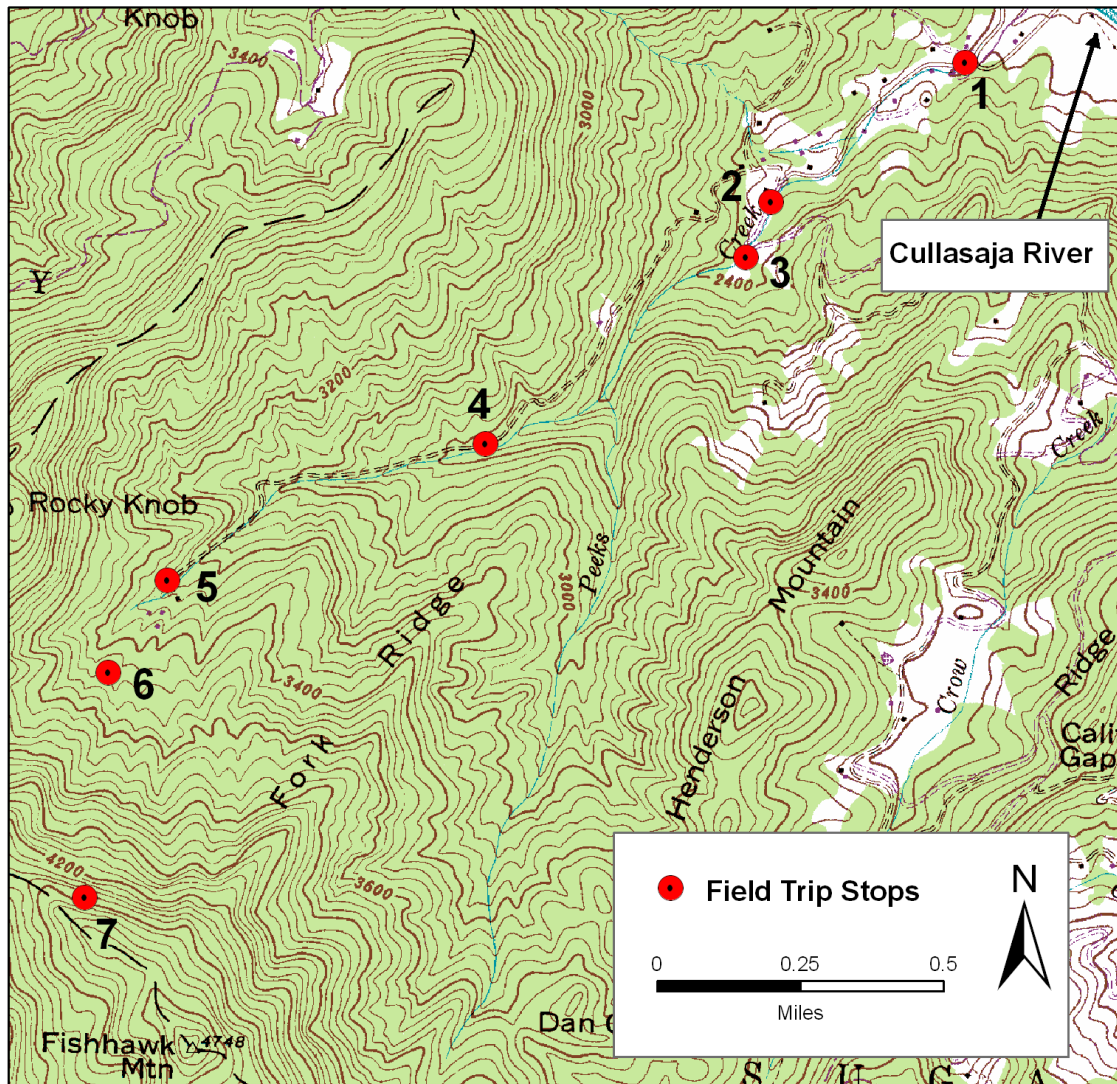 Knob
3400
3000
1
2
Creek
Cullasaja River
3
2400
Y
3200
4
Creek
Rocky Knob
Peeks
Mountain
3000
3400
5
Ridge
6
3400
Crow
Ridge
Henderson
Fork
Gap
4200
3600
7
N
Field Trip Stops
0 0.25 0.5
Miles
Dan
Fishhawk 4748
Mtn
S U G A